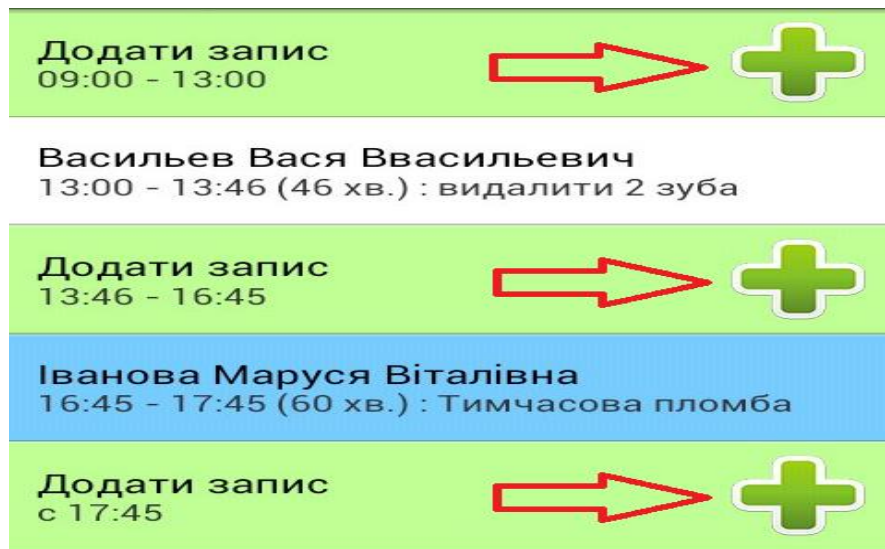 Додати запис
09:00 - 13:00
Васильев Вася Ввасильевич
13:00 - 13:46 (46 хв.) : видалити 2 зуба
Додати запис
13:46 - 16:45
Іванова Маруся Віталівна
16:45 - 17:45 (60 хв.) : Тимчасова пломба
Додати запис
с 17:45